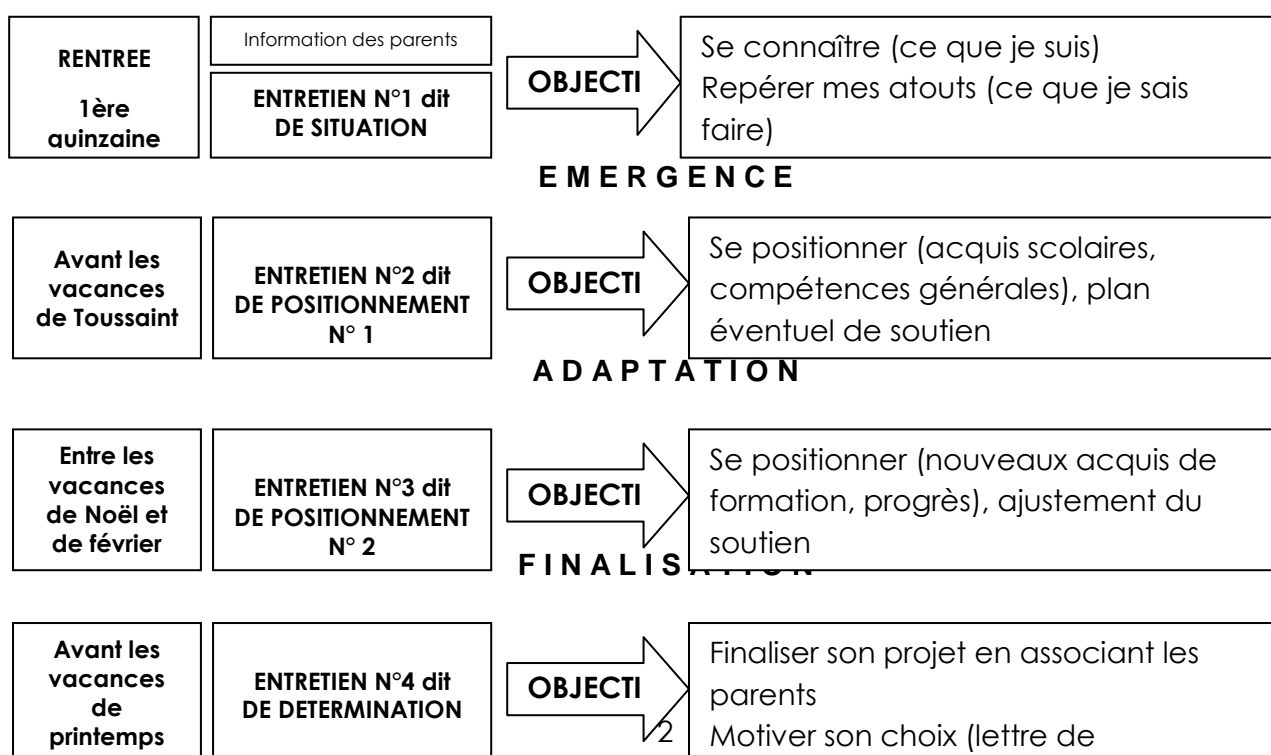 RENTREE
1ère
quinzaine
Information des parents
ENTRETIEN N°1 dit
DE SITUATION
OBJECTI
Se connaître (ce que je suis)
Repérer mes atouts (ce que je sais
faire)
E M E R G E N C E
Avant les
vacances
de Toussaint
ENTRETIEN N°2 dit
DE POSITIONNEMENT
N° 1
OBJECTI
Se positionner (acquis scolaires,
compétences générales), plan
éventuel de soutien
A D A P T A T I O N
Entre les
vacances
de Noël et
de février
ENTRETIEN N°3 dit
DE POSITIONNEMENT
N° 2
OBJECTI
Se positionner (nouveaux acquis de
formation, progrès), ajustement du
soutien
F I N A L I S A T I O N
Avant les
vacances
de
printemps
ENTRETIEN N°4 dit
DE DETERMINATION
OBJECTI
Finaliser son projet en associant les
parents
Motiver son choix (lettre de
2